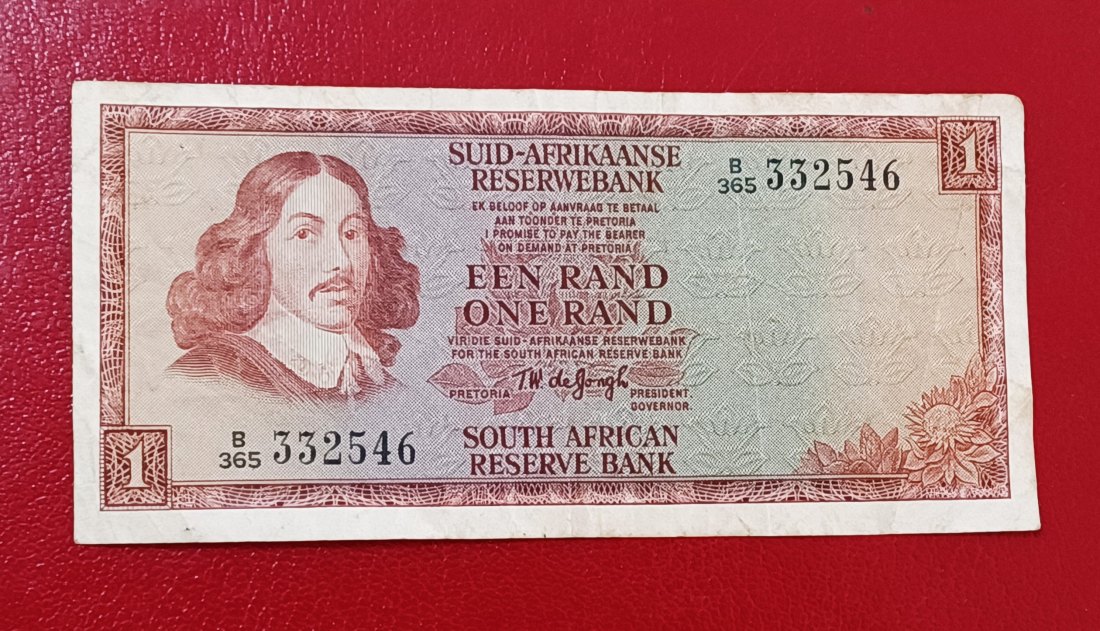 1
SUID-AFRIKAANSE
RESERWEBANK
B
365 332546
EK BELOOF OP AANVRAAG TE BETAAL
AAN TOONDER TE PRETORIA
I PROMISE TO PAY THE BEARER
ON DEMAND AT PRETORIA
EEN RAND
ONE RAND
VIR DIE SUID-AFRIKAANSE RESERWEBANK
FOR THE SOUTH AFRICAN RESERVE BANK
T.W. de Jongh
PRETORIA PRESIDENT.
GOVERNOR.
1
B
365 332546
SOUTH AFRICAN
RESERVE BANK